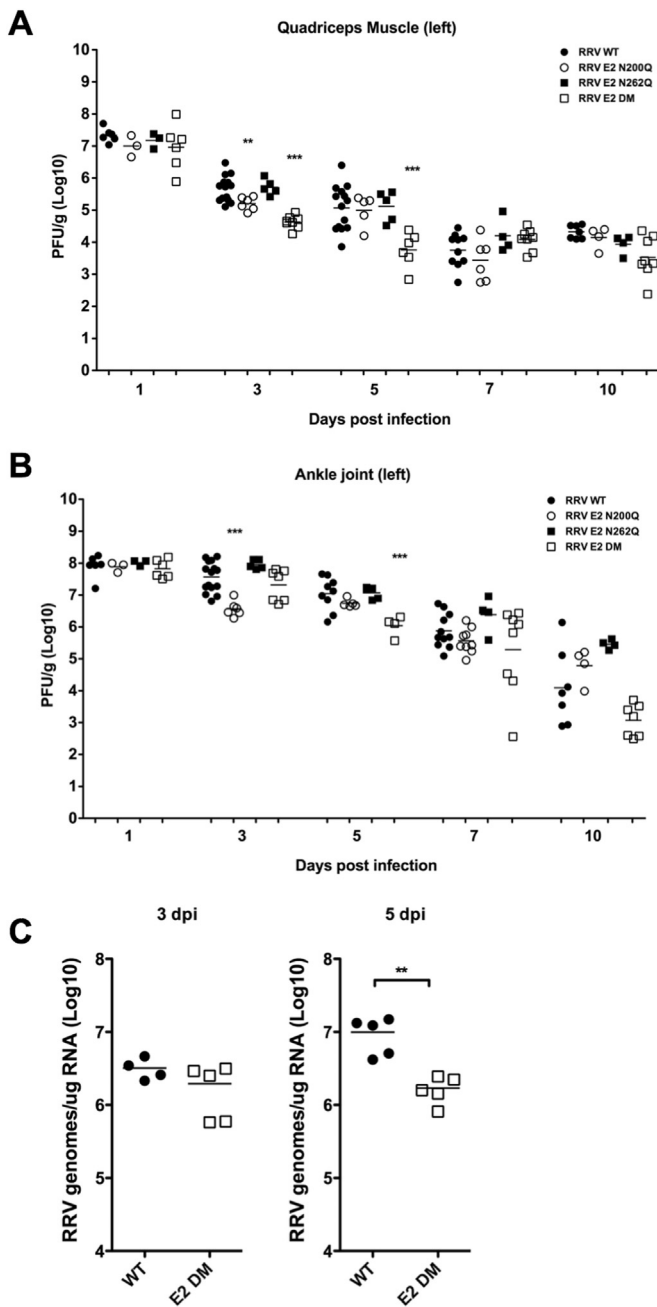 A
Quadriceps Muscle (left)
10
9
8
7
6
5
4
3
2
1
0
PFU/g (Log10)
RRV WT
RRV E2 N200Q
RRV E2 N262Q
RRV E2 DM
**
***
***
1 3 5 7 10
Days post infection
B
Ankle joint (left)
10
9
8
7
6
5
4
3
2
1
0
PFU/g (Log10)
RRV WT
RRV E2 N200Q
RRV E2 N262Q
RRV E2 DM
***
***
1 3 5 7 10
Days post infection
C
3 dpi
8
7
6
5
4
RRV genomes/ug RNA (Log10)
WT
E2 DM
5 dpi
8
7
6
5
4
RRV genomes/ug RNA (Log10)
**
WT
E2 DM